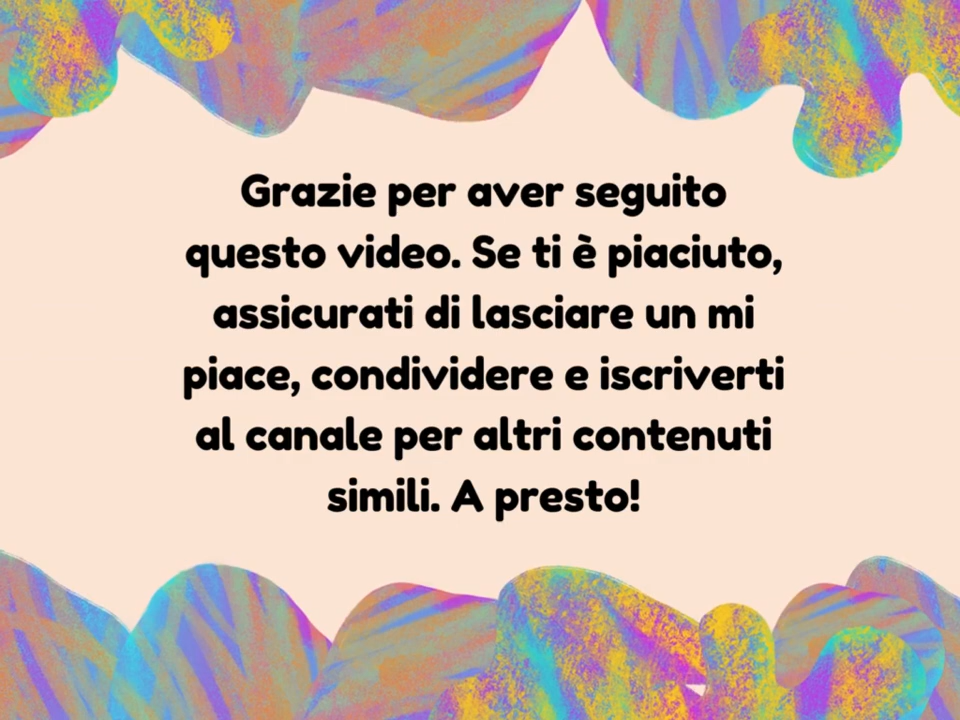 Grazie per aver seguito
questo video. Se ti è piaciuto,
assicurati di lasciare un mi
piace, condividere e iscriverti
al canale per altri contenuti
simili. A presto!